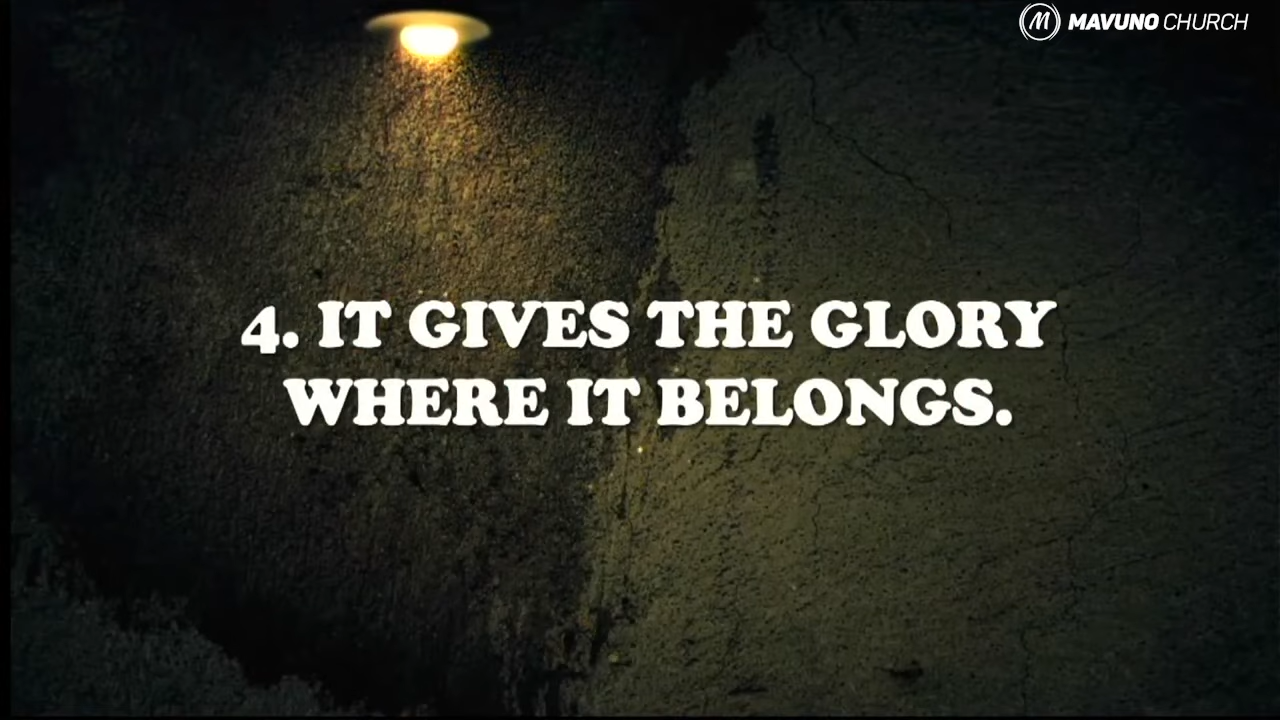 MAVUNO CHURCH
4. IT GIVES THE GLORY
WHERE IT BELONGS.